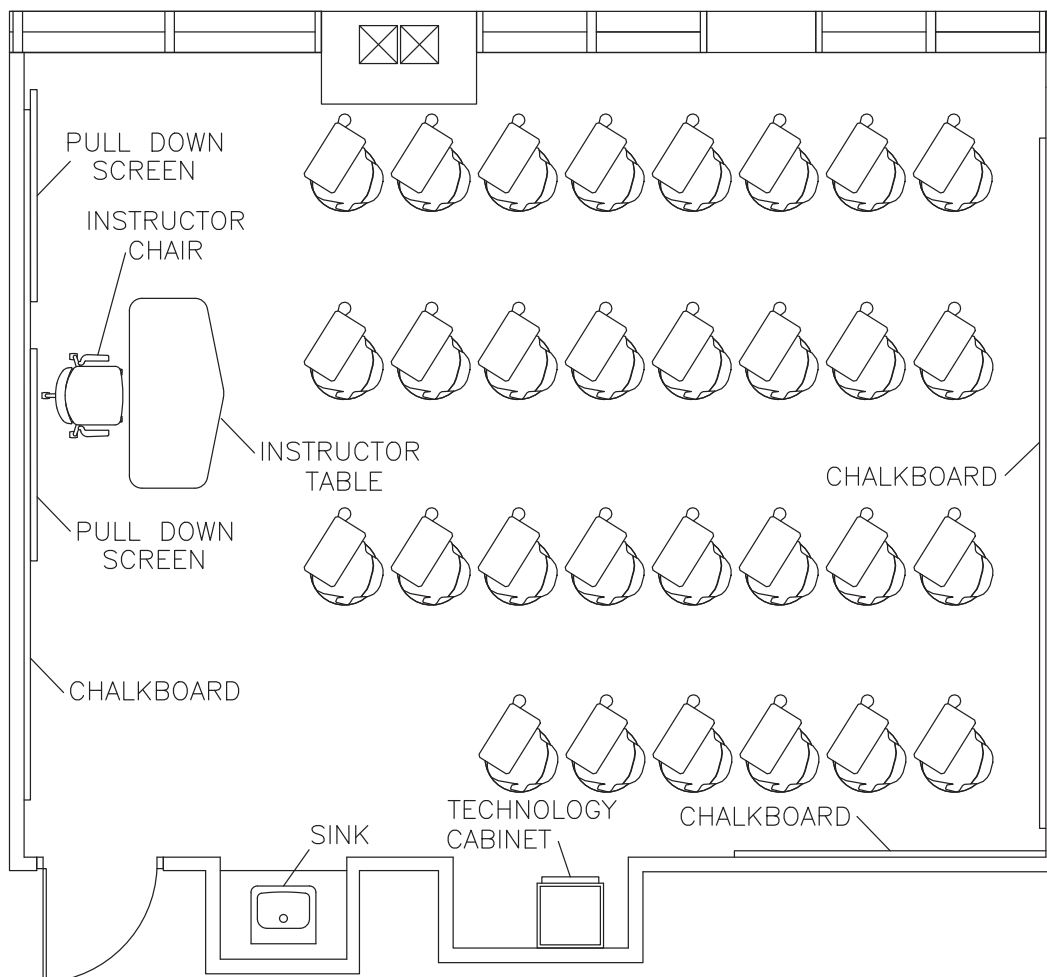 PULL DOWN
SCREEN
INSTRUCTOR
CHAIR
INSTRUCTOR
TABLE
CHALKBOARD
PULL DOWN
SCREEN
CHALKBOARD
TECHNOLOGY
CABINET
CHALKBOARD
SINK